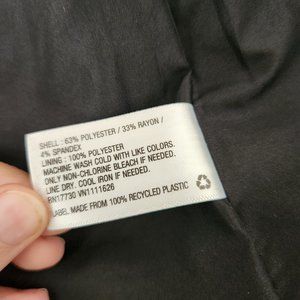 SHELL : 63% POLYESTER / 33% RAYON /
4% SPANDEX
LINING : 100% POLYESTER
MACHINE WASH COLD WITH LIKE COLORS.
ONLY NON-CHLORINE BLEACH IF NEEDED.
LINE DRY. COOL IRON IF NEEDED.
RN17730 VN1111626
LABEL MADE FROM 100% RECYCLED PLASTIC